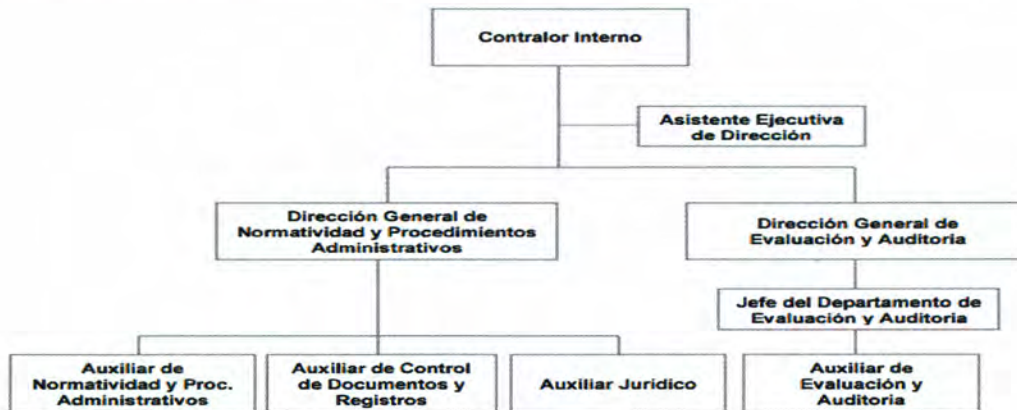 Contralor Interno
Asistente Ejecutiva
de Dirección
Dirección General de
Normatividad y Procedimientos
Administrativos
Dirección General de
Evaluación y Auditoria
Jefe del Departamento de
Evaluación y Auditoria
Auxiliar de
Normatividad y Proc.
Administrativos
Auxiliar de Control
de Documentos y
Registros
Auxiliar Jurídico
Auxiliar de
Evaluación y
Auditoria